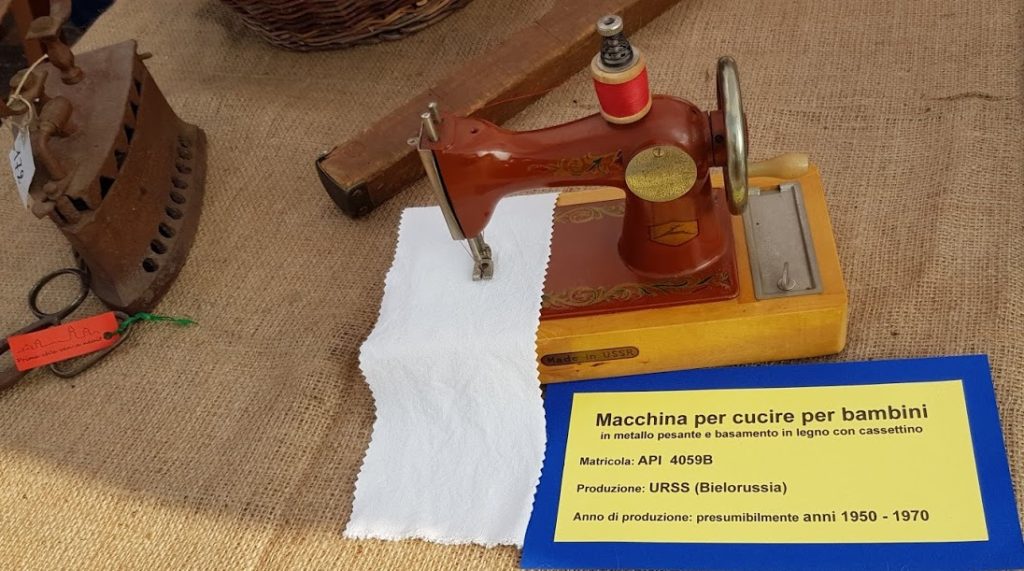 Made in USSR
Macchina per cucire per bambini
in metallo pesante e basamento in legno con cassettino
Matricola: API 4059B
Produzione: URSS (Bielorussia)
Anno di produzione: presumibilmente anni 1950 - 1970